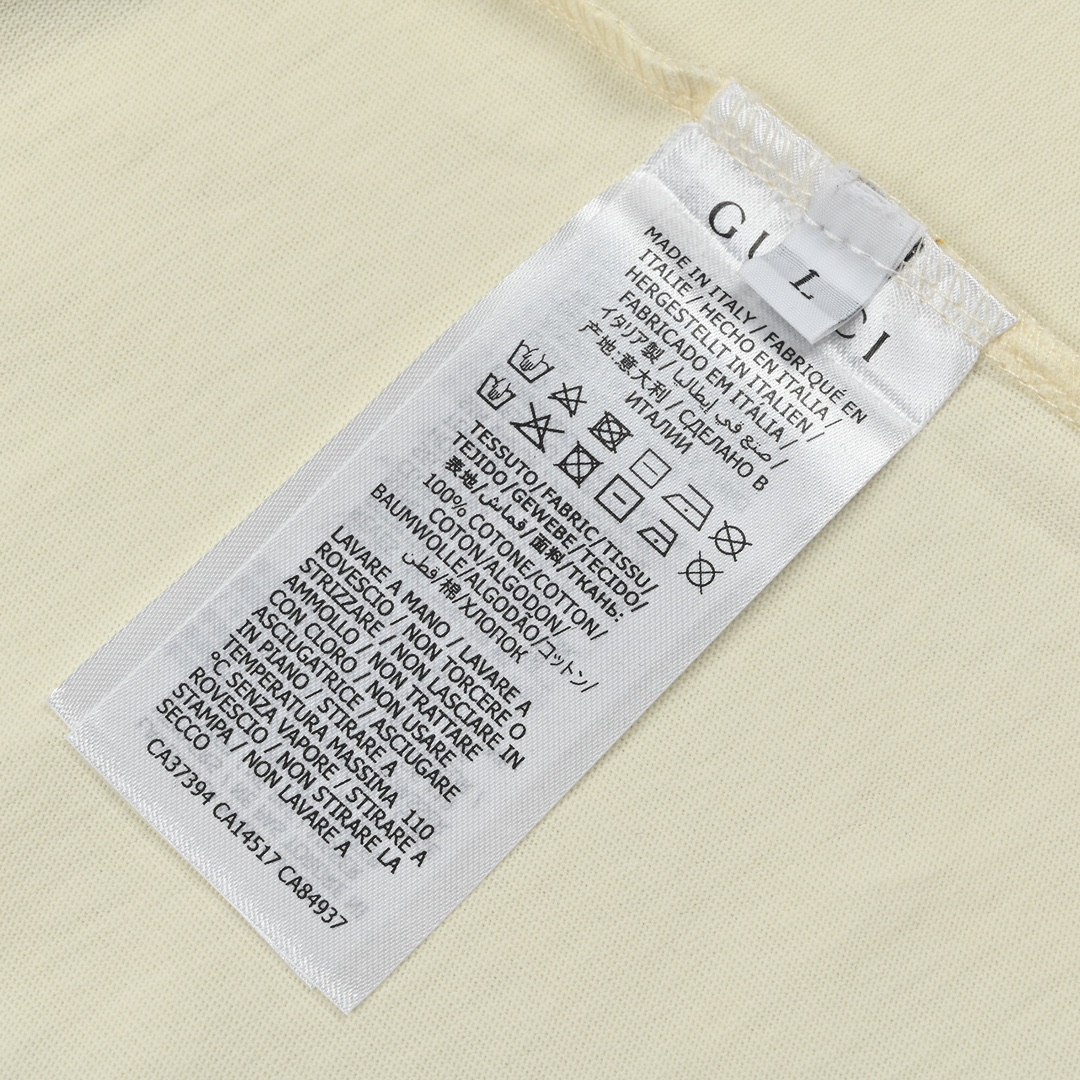 GUCCI
L
MADE IN ITALY / FABRIQUÉ EN
ITALIE / HECHO EN ITALIA /
HERGESTELLT IN ITALIEN /
FABRICADO EM ITÁLIA /
イタリア製 / صنع في إيطاليا /
产地:意大利 / СДЕЛАНО В
ИТАЛИИ
TESSUTO/FABRIC/TISSU/
TEJIDO/GEWEBE/TECIDO/
表地/قماش/面料/ТКАНЬ:
100% COTONE/COTTON/
COTON/ALGODON/
BAUMWOLLE/ALGODÃO/コットン/
قطن/棉/ХЛОПОК
LAVARE A MANO / LAVARE A
ROVESCIO / NON TORCERE O
STRIZZARE / NON LASCIARE IN
AMMOLLO / NON TRATTARE
CON CLORO / NON USARE
ASCIUGATRICE / ASCIUGARE
IN PIANO / STIRARE A
TEMPERATURA MASSIMA 110
°C SENZA VAPORE / STIRARE A
ROVESCIO / NON STIRARE LA
STAMPA / NON LAVARE A
SECCO
CA37394 CA14517 CA84937